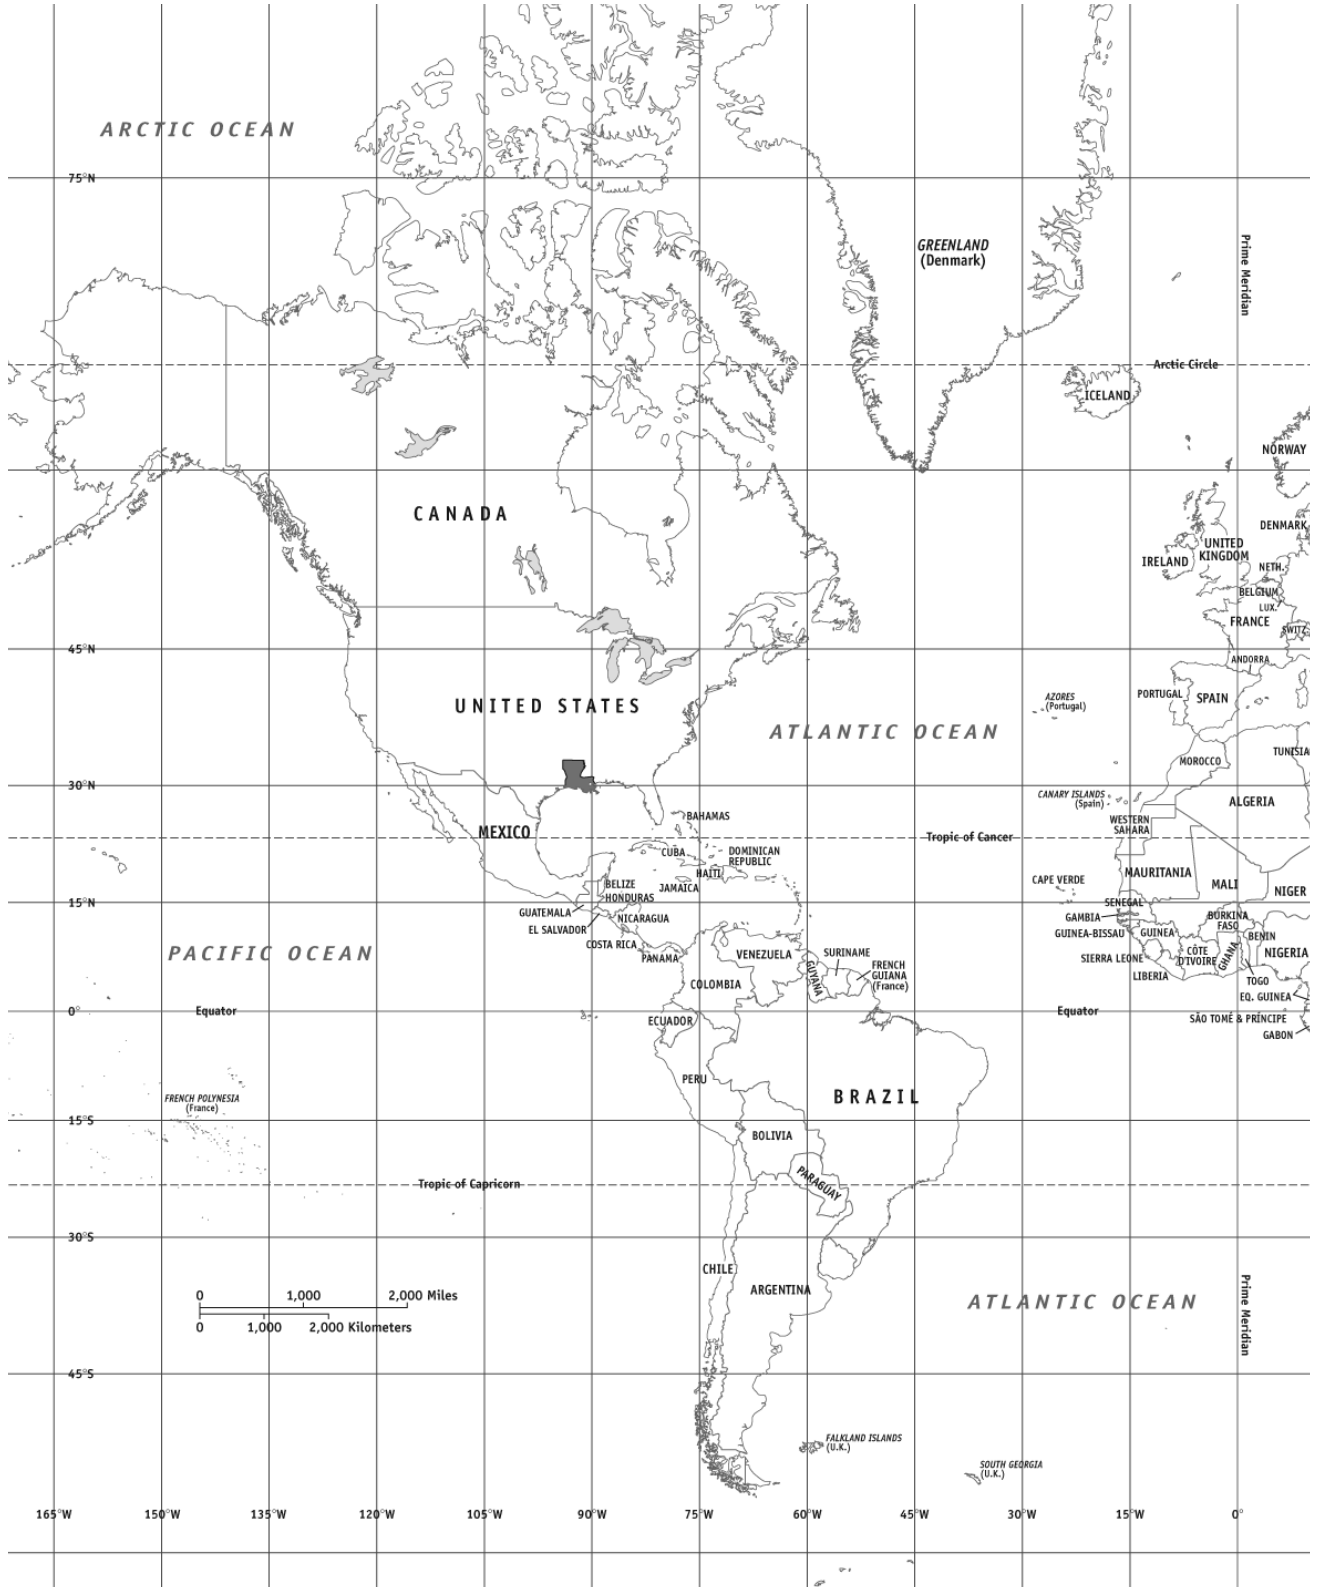 ARCTIC OCEAN
75°N
GREENLAND
(Denmark)
Prime Meridian
Arctic Circle
ICELAND
NORWAY
CANADA
DENMARK
UNITED
KINGDOM
IRELAND
NETH.
BELGIUM
LUX.
FRANCE
SWITZ.
45°N
ANDORRA
UNITED STATES
AZORES
(Portugal)
PORTUGAL
SPAIN
ATLANTIC OCEAN
MOROCCO
TUNISIA
30°N
CANARY ISLANDS
(Spain)
ALGERIA
BAHAMAS
WESTERN
SAHARA
MEXICO
Tropic of Cancer
CUBA
DOMINICAN
REPUBLIC
HAITI
MAURITANIA
CAPE VERDE
BELIZE
JAMAICA
HONDURAS
MALI
NIGER
15°N
SENEGAL
GUATEMALA
NICARAGUA
GAMBIA
BURKINA
FASO
EL SALVADOR
GUINEA-BISSAU
GUINEA
BENIN
COSTA RICA
PACIFIC OCEAN
PANAMA
VENEZUELA
SURINAME
GUYANA
FRENCH
GUIANA
(France)
SIERRA LEONE
CÔTE
D'IVOIRE
GHANA
NIGERIA
COLOMBIA
LIBERIA
TOGO
EQ. GUINEA
0°
Equator
Equator
ECUADOR
SÃO TOMÉ & PRÍNCIPE
GABON
PERU
BRAZIL
FRENCH POLYNESIA
(France)
15°S
BOLIVIA
PARAGUAY
Tropic of Capricorn
30°S
CHILE
ARGENTINA
0 1,000 2,000 Miles
0 1,000 2,000 Kilometers
ATLANTIC OCEAN
Prime Meridian
45°S
FALKLAND ISLANDS
(U.K.)
SOUTH GEORGIA
(U.K.)
165°W 150°W 135°W 120°W 105°W 90°W 75°W 60°W 45°W 30°W 15°W 0°